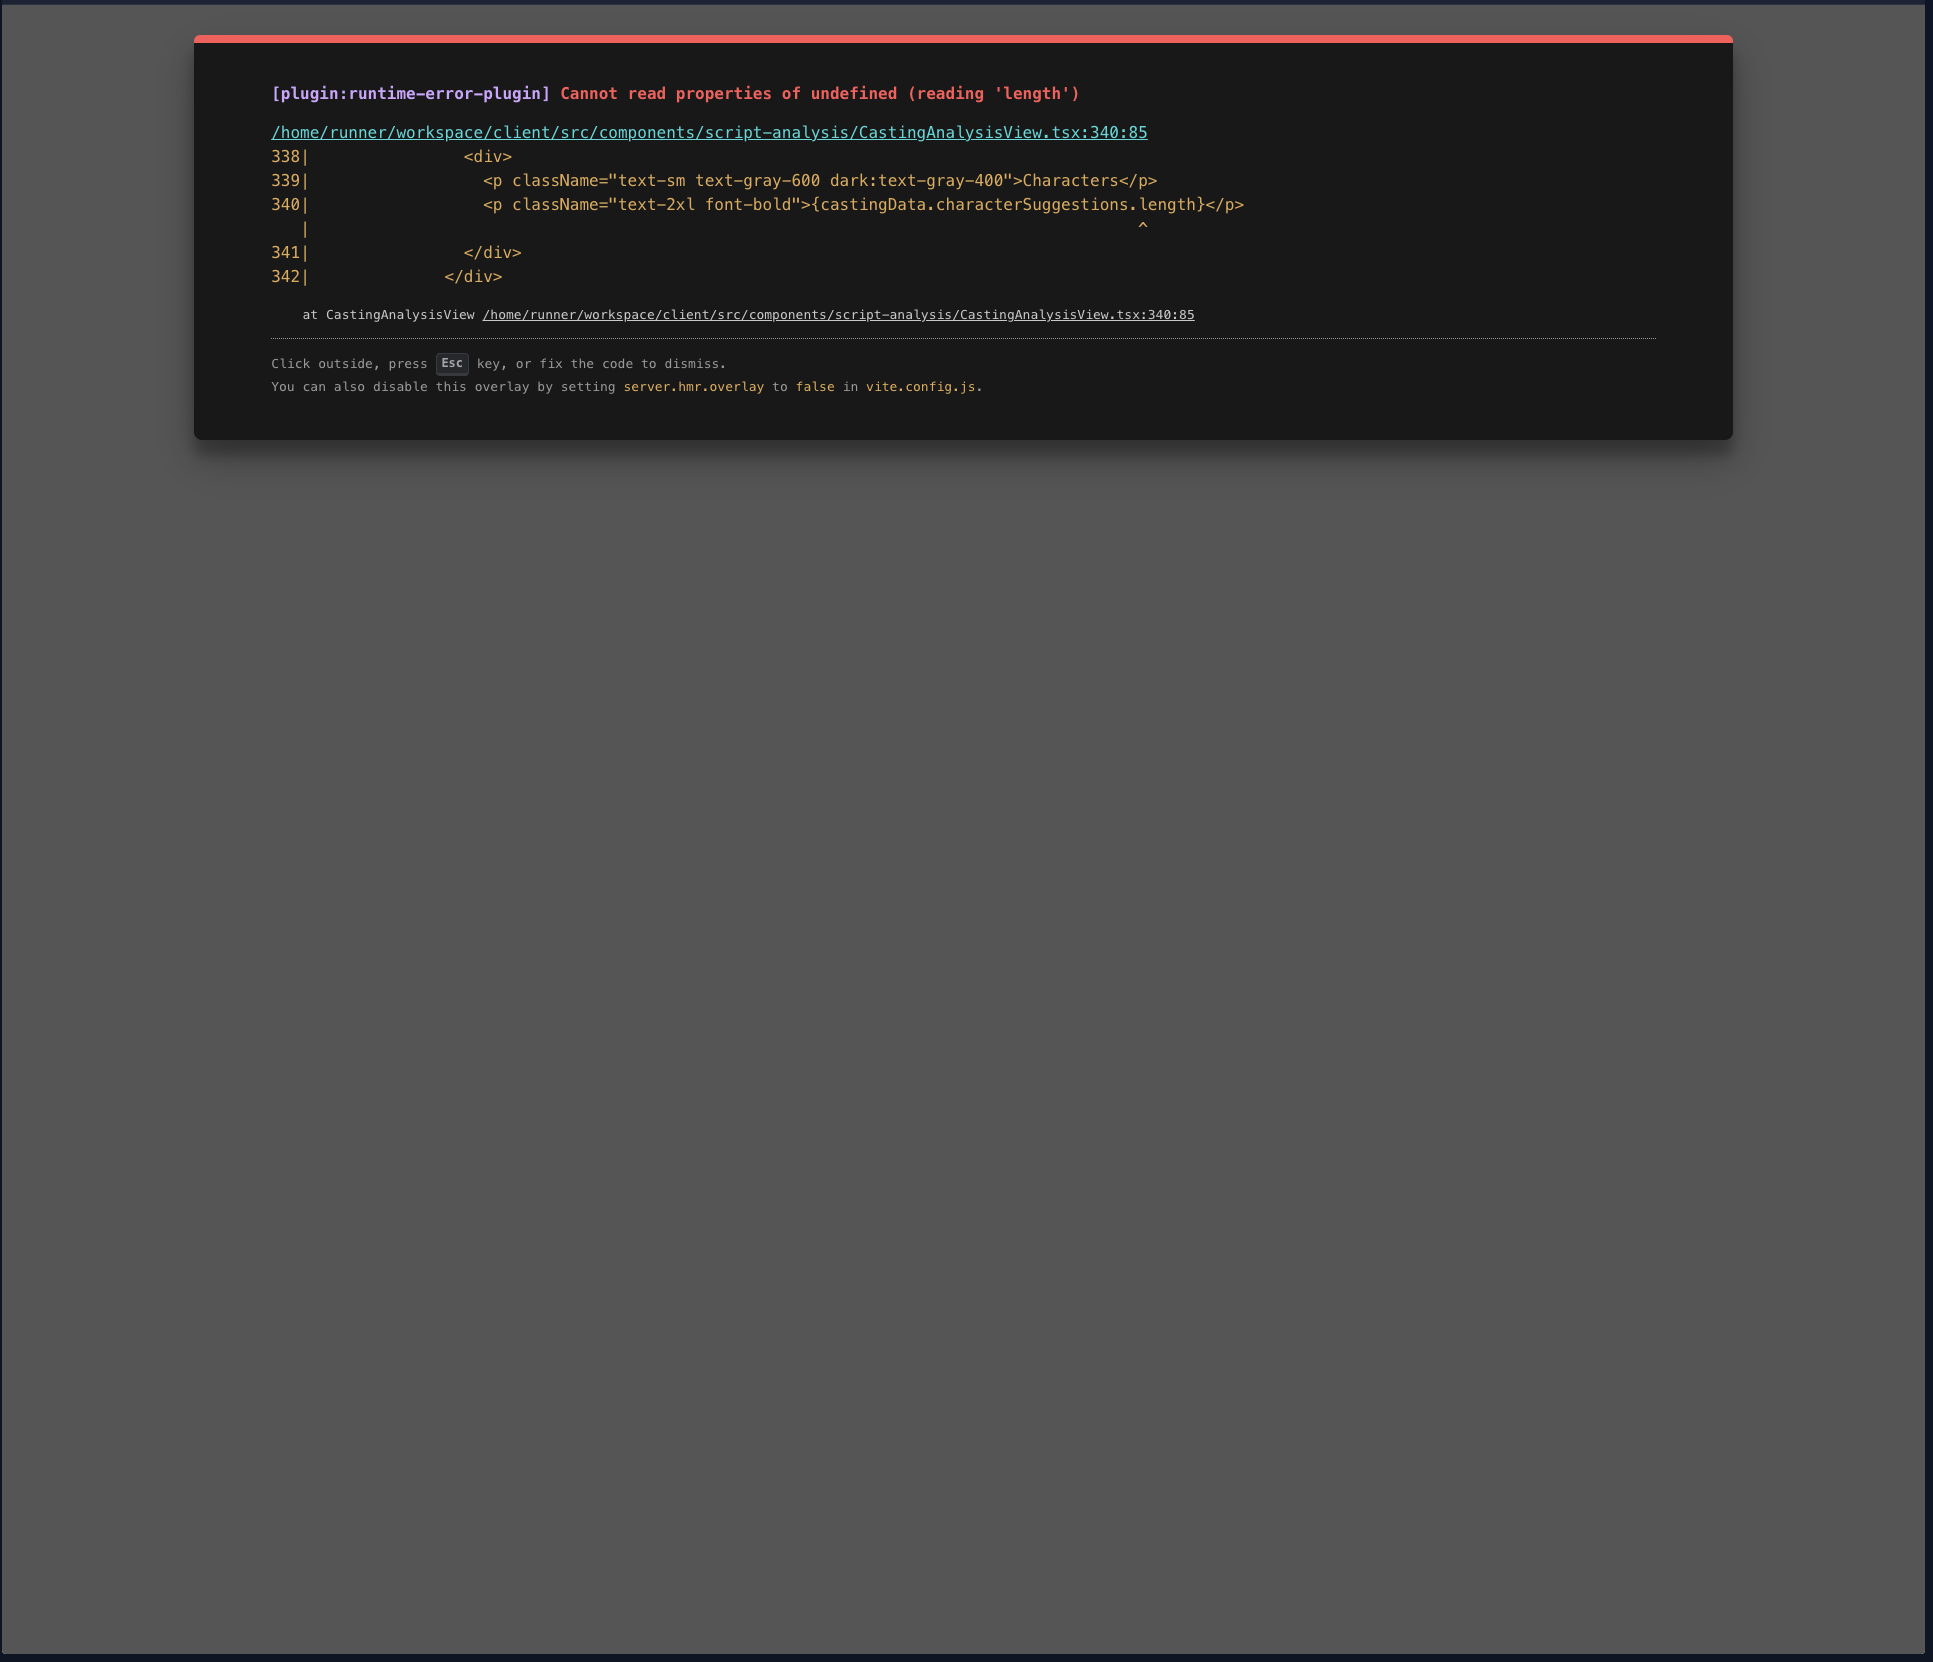 [plugin:runtime-error-plugin] Cannot read properties of undefined (reading 'length')
/home/runner/workspace/client/src/components/script-analysis/CastingAnalysisView.tsx:340:85
338|                <div>
339|                  <p className="text-sm text-gray-600 dark:text-gray-400">Characters</p>
340|                  <p className="text-2xl font-bold">{castingData.characterSuggestions.length}</p>
   |                                                                                      ^
341|                </div>
342|              </div>
at CastingAnalysisView /home/runner/workspace/client/src/components/script-analysis/CastingAnalysisView.tsx:340:85
Click outside, press Esc key, or fix the code to dismiss.
You can also disable this overlay by setting server.hmr.overlay to false in vite.config.js.